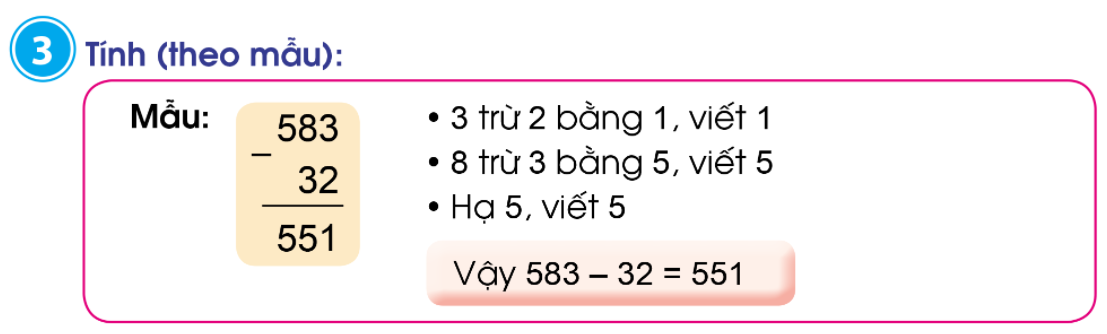 3 Tính (theo mẫu):
Mẫu:
583
–
32
551
• 3 trừ 2 bằng 1, viết 1
• 8 trừ 3 bằng 5, viết 5
• Hạ 5, viết 5
Vậy 583 – 32 = 551